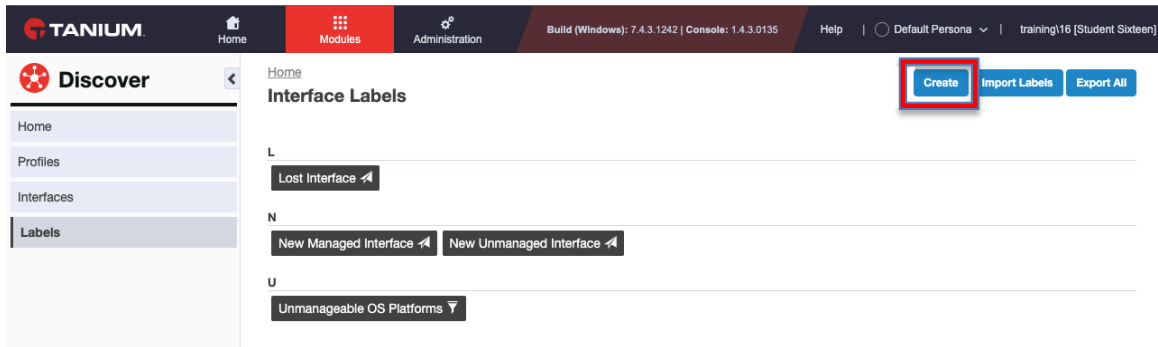 TANIUM.
Home
Modules
Administration
Build (Windows): 7.4.3.1242 | Console: 1.4.3.0135
Help | Default Persona | training\16 [Student Sixteen]
Discover
Home
Profiles
Interfaces
Labels
Home
Interface Labels
Create
Import Labels
Export All
L
Lost Interface
N
New Managed Interface
New Unmanaged Interface
U
Unmanageable OS Platforms